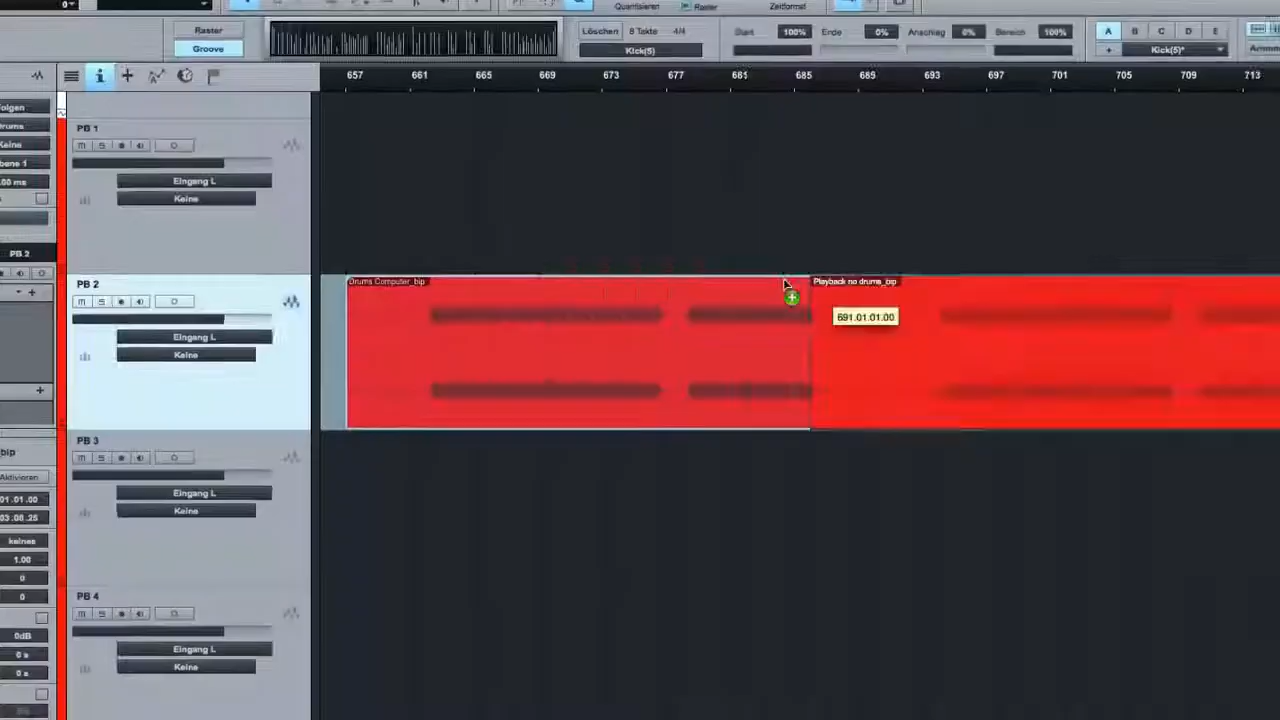 0
Quantisieren
Raster
Zeitformat
Raster
Groove
Löschen
8 Takte
4/4
Kick(5)
Start
100%
Ende
0%
Anschlag
0%
Bereich
100%
A
B
C
D
E
Kick(5)*
657
661
665
669
673
677
681
685
689
693
697
701
705
709
713
Folgen
Drums
Keine
Ebene 1
.00 ms
PB 2
PB 1
M S
Eingang L
Keine
PB 2
M S
Eingang L
Keine
Drums Computer_bip
Playback no drums_bip
691.01.01.00
PB 3
M S
Eingang L
Keine
PB 4
M S
Eingang L
Keine
bip
Aktivieren
01.01.00
03.08.25
keines
1.00
0
0
0dB
0 s
0 s